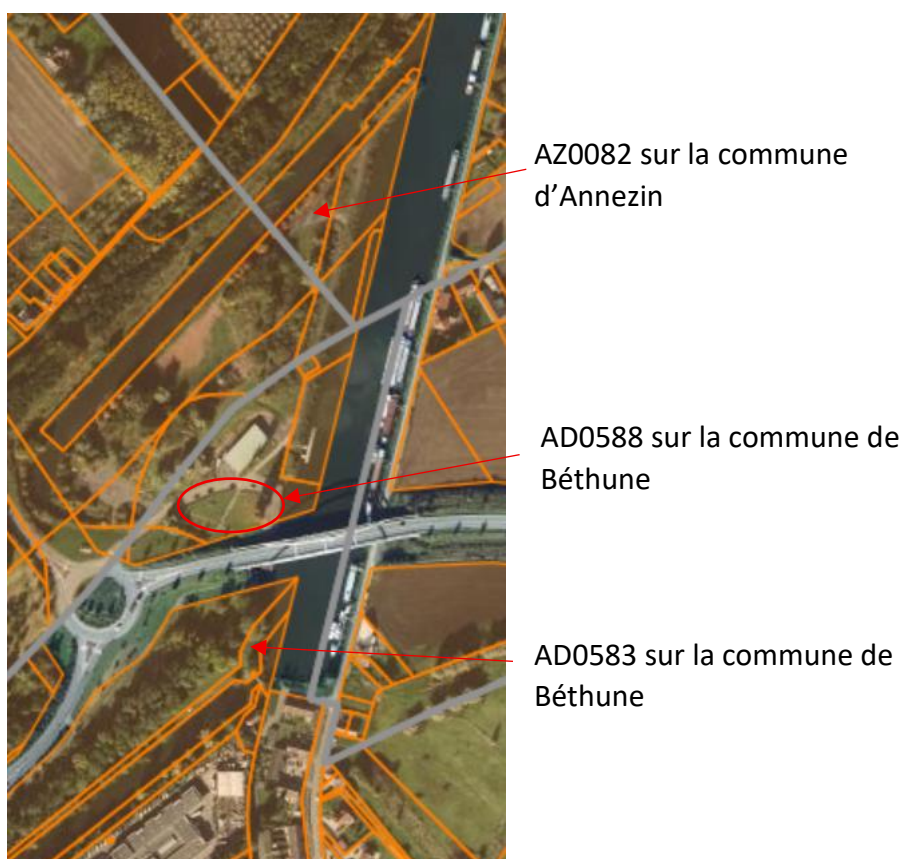 AZ0082 sur la commune
d’Annezin
AD0588 sur la commune de
Béthune
AD0583 sur la commune de
Béthune